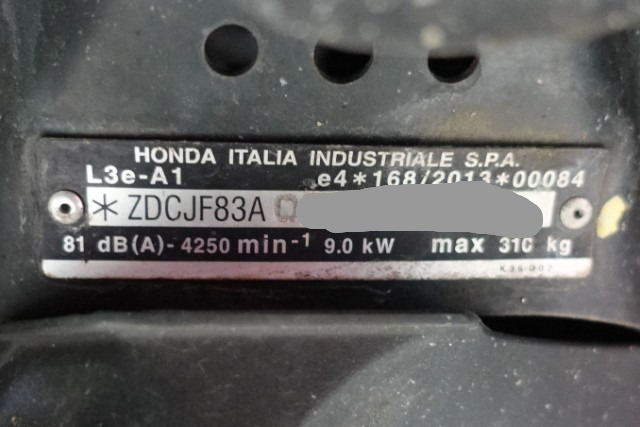 HONDA ITALIA INDUSTRIALE S.P.A.
L3e-A1 e4*168/2013*00084
*ZDCJF83A
81 dB(A)- 4250 min-1 9.0 kW max 310 kg